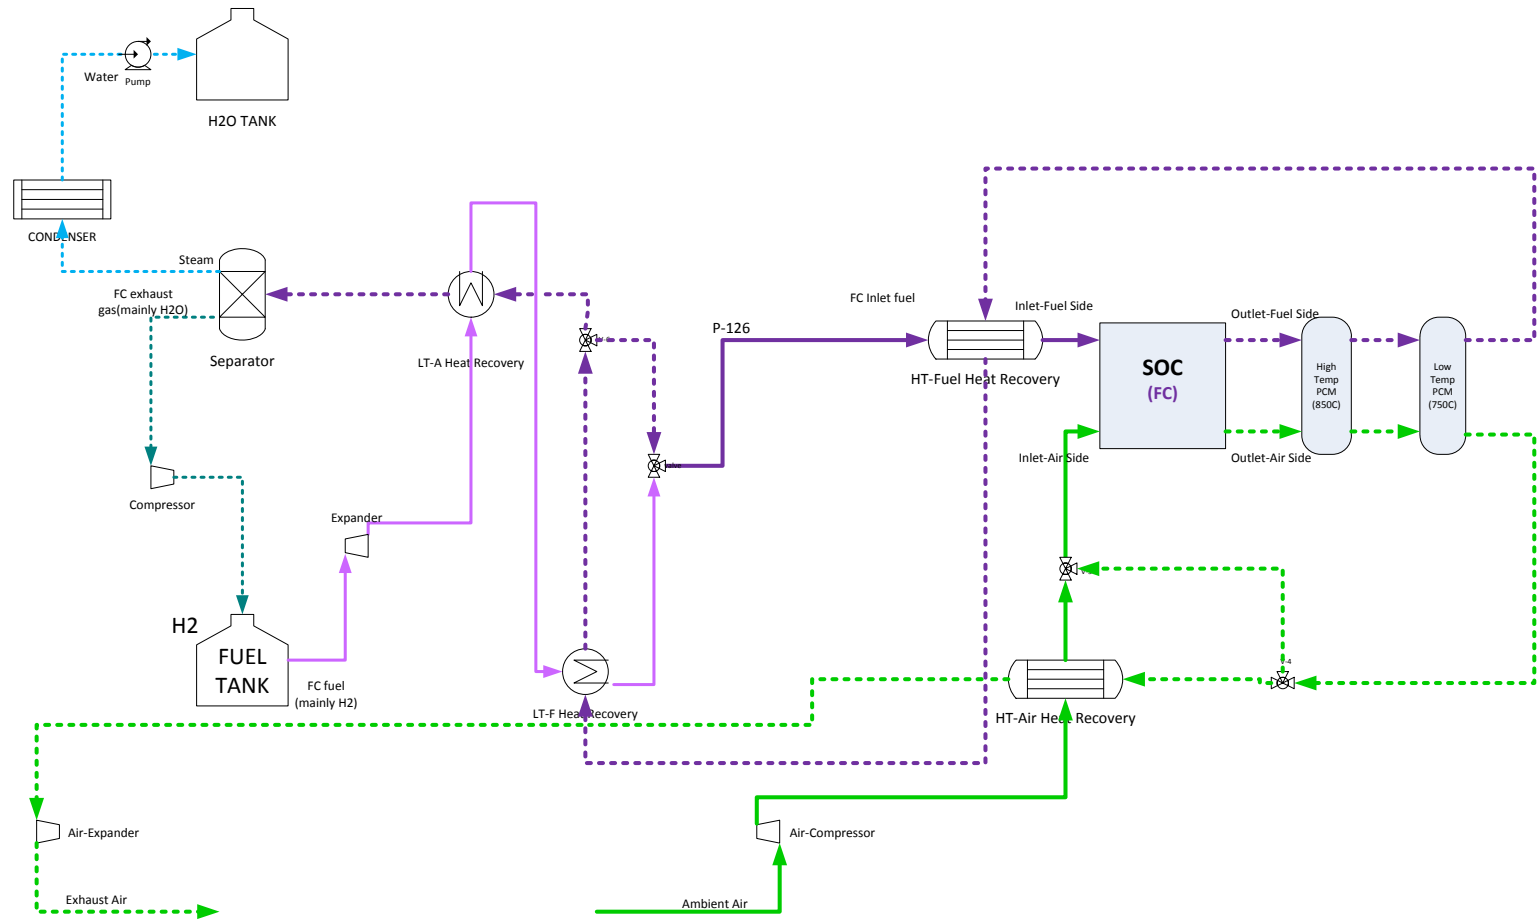 Water
Pump
H2O TANK
CONDENSER
Steam
FC exhaust
gas(mainly H2O)
Separator
LT-A Heat Recovery
P-126
FC Inlet fuel
Inlet-Fuel Side
HT-Fuel Heat Recovery
SOC
(FC)
Outlet-Fuel Side
High
Temp
PCM
(850C)
Low
Temp
PCM
(750C)
Inlet-Air Side
Outlet-Air Side
valve
Compressor
Expander
H2
FUEL
TANK
FC fuel
(mainly H2)
LT-F Heat Recovery
V-4
HT-Air Heat Recovery
Air-Expander
Air-Compressor
Exhaust Air
Ambient Air